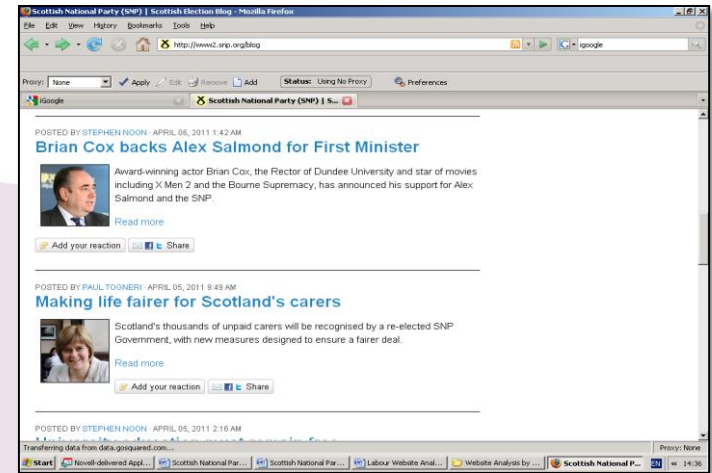 Scottish National Party (SNP) | Scottish Election Blog - Mozilla Firefox
File Edit View History Bookmarks Tools Help
http://www2.snp.org/blog
igoogle
Proxy: None Apply Edit Remove Add Status: Using No Proxy Preferences
iGoogle
Scottish National Party (SNP) | S...
POSTED BY STEPHEN NOON · APRIL 06, 2011 1:42 AM
Brian Cox backs Alex Salmond for First Minister
Award-winning actor Brian Cox, the Rector of Dundee University and star of movies
including X Men 2 and the Bourne Supremacy, has announced his support for Alex
Salmond and the SNP.
Read more
Add your reaction Share
POSTED BY PAUL TOGNERI · APRIL 05, 2011 9:49 AM
Making life fairer for Scotland's carers
Scotland's thousands of unpaid carers will be recognised by a re-elected SNP
Government, with new measures designed to ensure a fairer deal.
Read more
Add your reaction Share
POSTED BY STEPHEN NOON · APRIL 05, 2011 2:16 AM
Transferring data from data.gosquared.com...
Proxy: None
Start Novell-delivered Appl... Scottish National Par... Scottish National Par... Labour Website Anal... Website Analysis by ... Scottish National P... EN 14:36